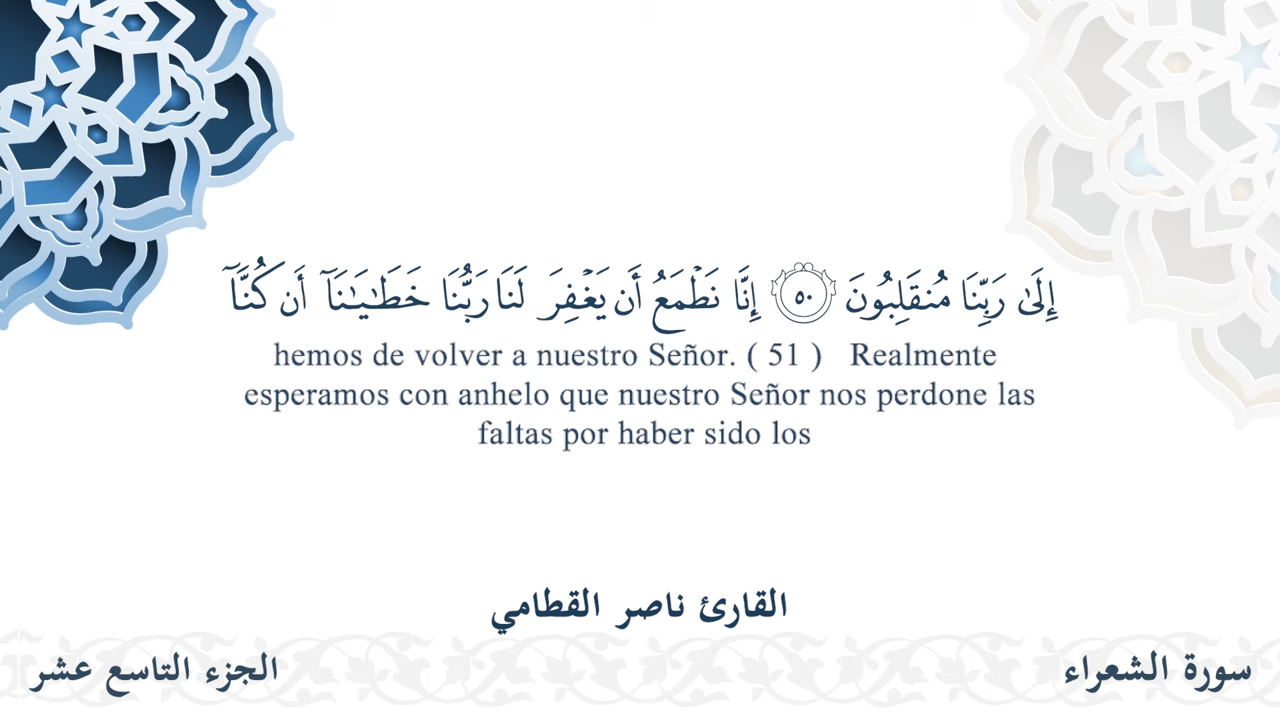 إِلَىٰ رَبِّنَا مُنقَلِبُونَ ۝٥٠ إِنَّا نَطْمَعُ أَن يَغْفِرَ لَنَا رَبُّنَا خَطَٰيَٰنَآ أَن كُنَّآ
hemos de volver a nuestro Señor. ( 51 ) Realmente
esperamos con anhelo que nuestro Señor nos perdone las
faltas por haber sido los
القارئ ناصر القطامي
سورة الشعراء
الجزء التاسع عشر